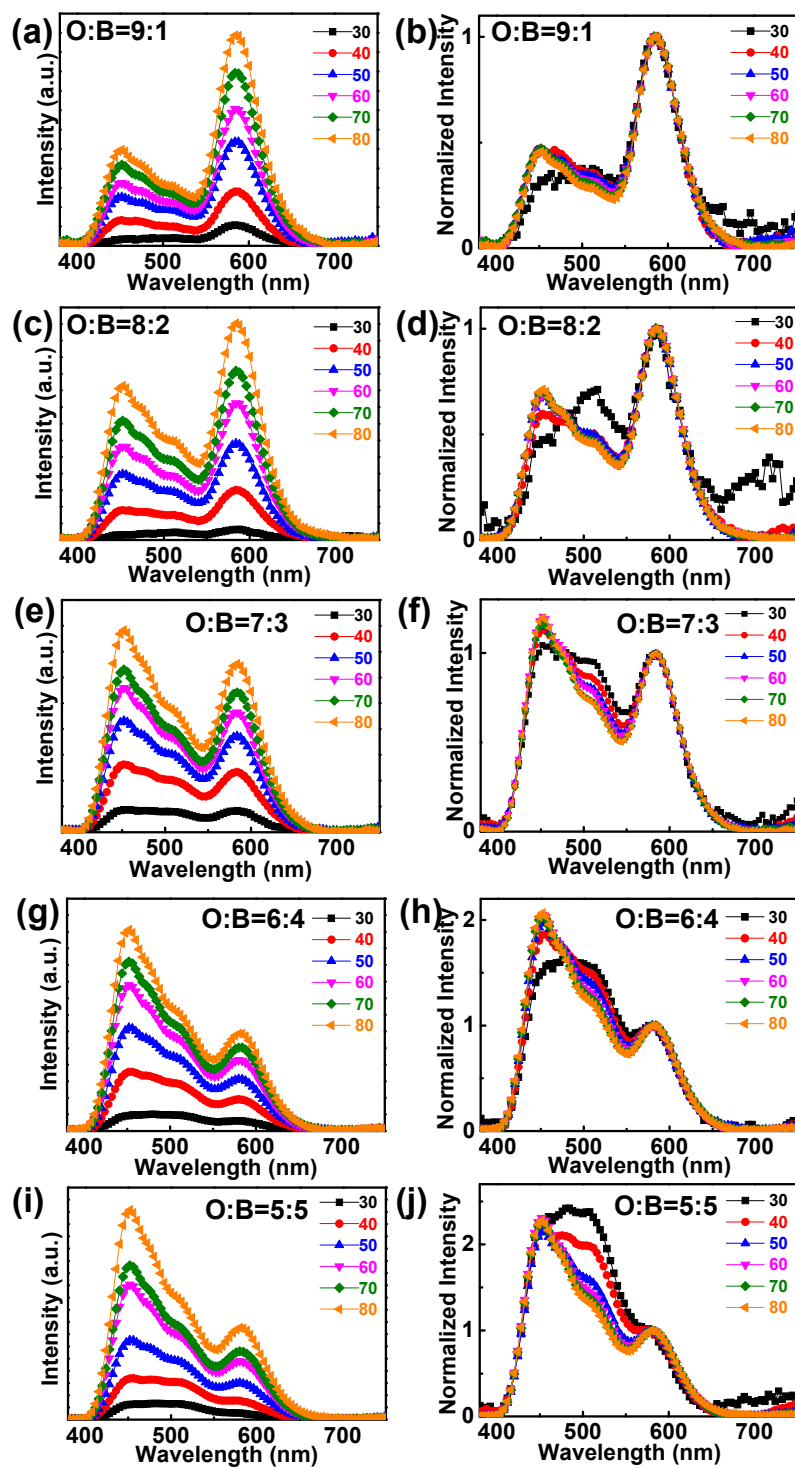 (a) O:B=9:1
30
40
50
60
70
80
Intensity (a.u.)
400 500 600 700
Wavelength (nm)
(b) O:B=9:1
30
40
50
60
70
80
Normalized Intensity
1
0
400 500 600 700
Wavelength (nm)
(c) O:B=8:2
30
40
50
60
70
80
Intensity (a.u.)
400 500 600 700
Wavelength (nm)
(d) O:B=8:2
30
40
50
60
70
80
Normalized Intensity
1
0
400 500 600 700
Wavelength (nm)
(e) O:B=7:3
30
40
50
60
70
80
Intensity (a.u.)
400 500 600 700
Wavelength (nm)
(f) O:B=7:3
30
40
50
60
70
80
Normalized Intensity
1
0
400 500 600 700
Wavelength (nm)
(g) O:B=6:4
30
40
50
60
70
80
Intensity (a.u.)
400 500 600 700
Wavelength (nm)
(h) O:B=6:4
30
40
50
60
70
80
Normalized Intensity
2
1
0
400 500 600 700
Wavelength (nm)
(i) O:B=5:5
30
40
50
60
70
80
Intensity (a.u.)
400 500 600 700
Wavelength (nm)
(j) O:B=5:5
30
40
50
60
70
80
Normalized Intensity
2
1
0
400 500 600 700
Wavelength (nm)